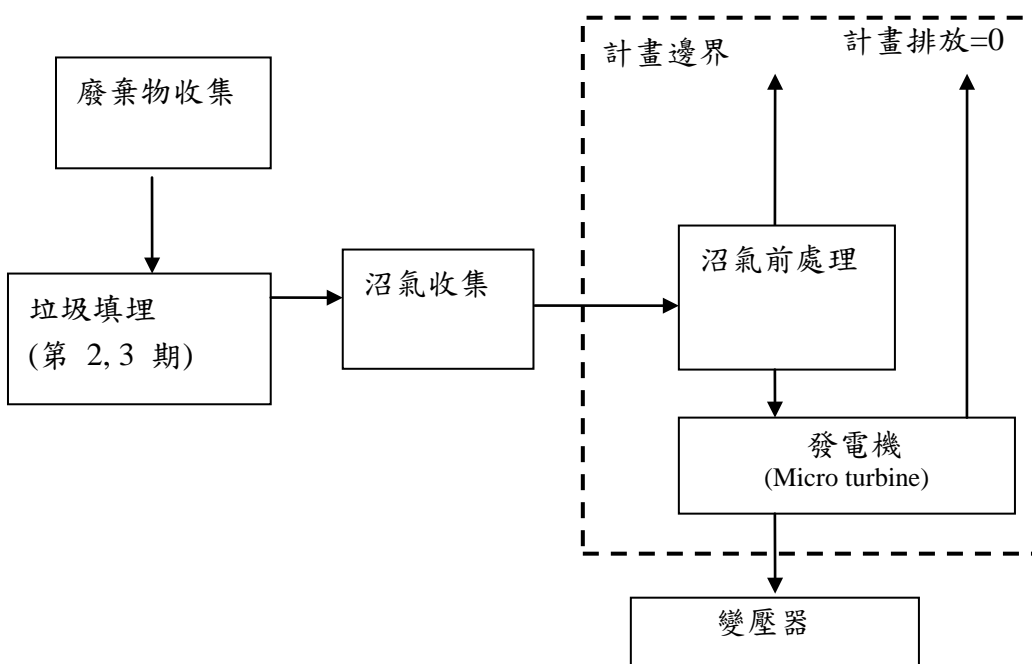 計畫邊界
計畫排放=0
廢棄物收集
垃圾填埋
(第 2, 3 期)
沼氣收集
沼氣前處理
發電機
(Micro turbine)
變壓器